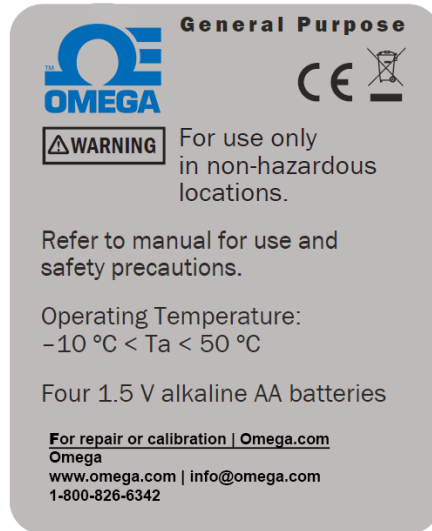 General Purpose
TM
OMEGA
CE
WARNING
For use only
in non-hazardous
locations.
Refer to manual for use and
safety precautions.
Operating Temperature:
–10 °C < Ta < 50 °C
Four 1.5 V alkaline AA batteries
For repair or calibration | Omega.com
Omega
www.omega.com | info@omega.com
1-800-826-6342